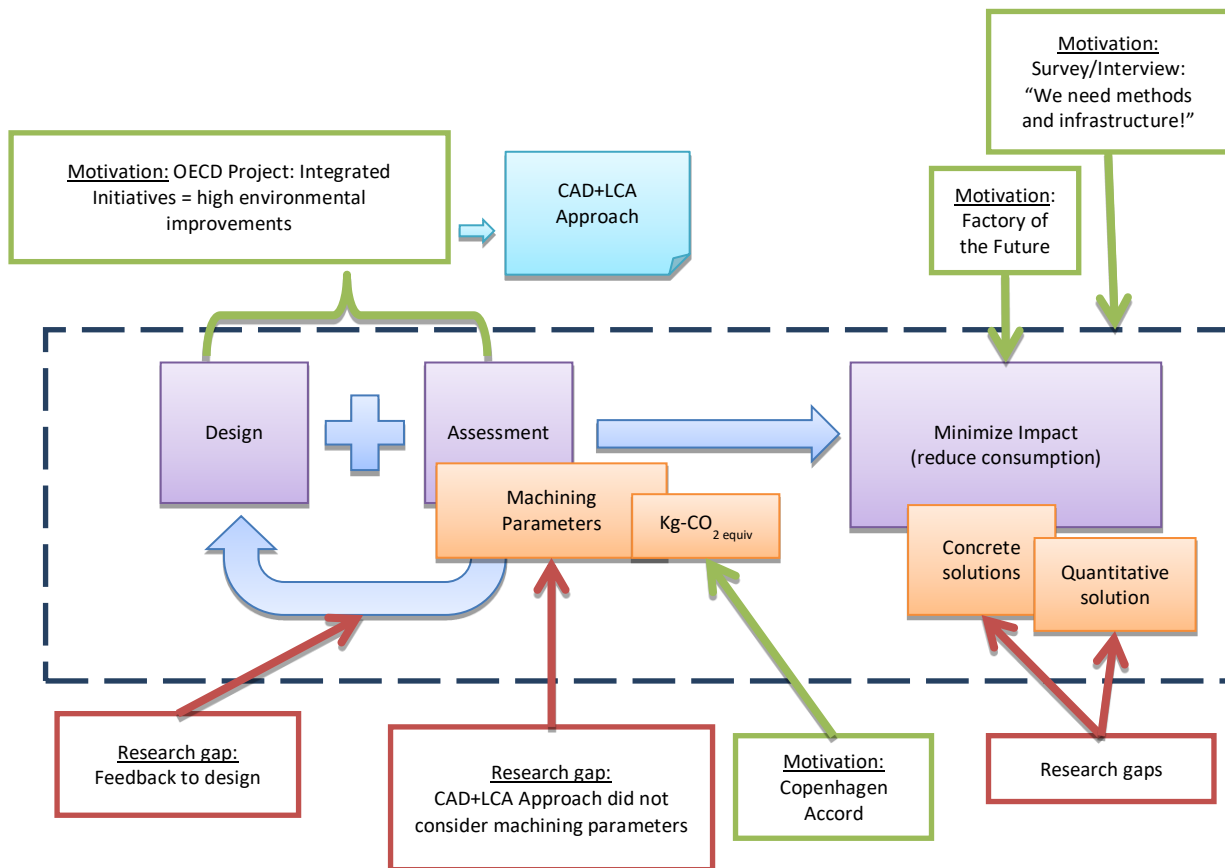 Motivation:
Survey/Interview:
“We need methods
and infrastructure!”
Motivation: OECD Project: Integrated
Initiatives = high environmental
improvements
CAD+LCA
Approach
Motivation:
Factory of
the Future
Design
Assessment
Minimize Impact
(reduce consumption)
Machining
Parameters
Kg-CO2 equiv
Concrete
solutions
Quantitative
solution
Research gap:
Feedback to design
Research gap:
CAD+LCA Approach did not
consider machining parameters
Motivation:
Copenhagen
Accord
Research gaps